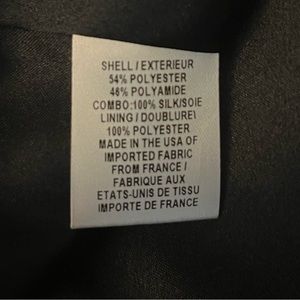 SHELL / EXTERIEUR
54% POLYESTER
46% POLYAMIDE
COMBO:100% SILK/SOIE
LINING / DOUBLURE\
100% POLYESTER
MADE IN THE USA OF
IMPORTED FABRIC
FROM FRANCE /
FABRIQUE AUX
ETATS-UNIS DE TISSU
IMPORTE DE FRANCE